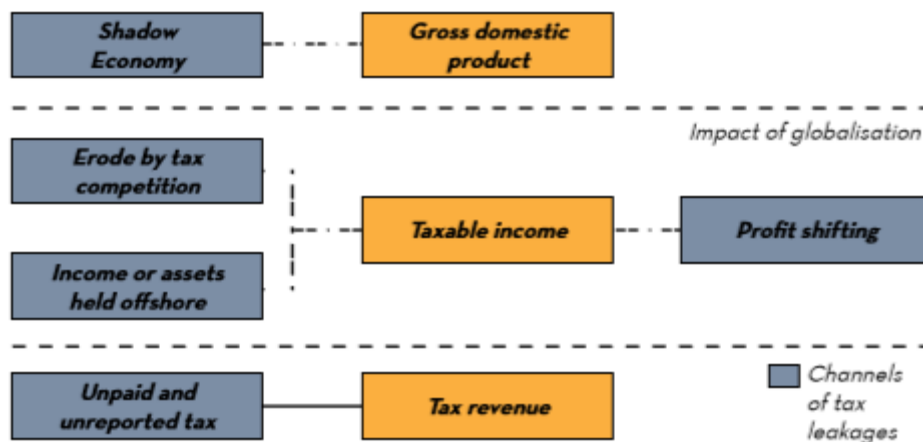 Shadow
Economy
Gross domestic
product
Impact of globalisation
Erode by tax
competition
Taxable income
Profit shifting
Income or assets
held offshore
Unpaid and
unreported tax
Tax revenue
Channels
of tax
leakages